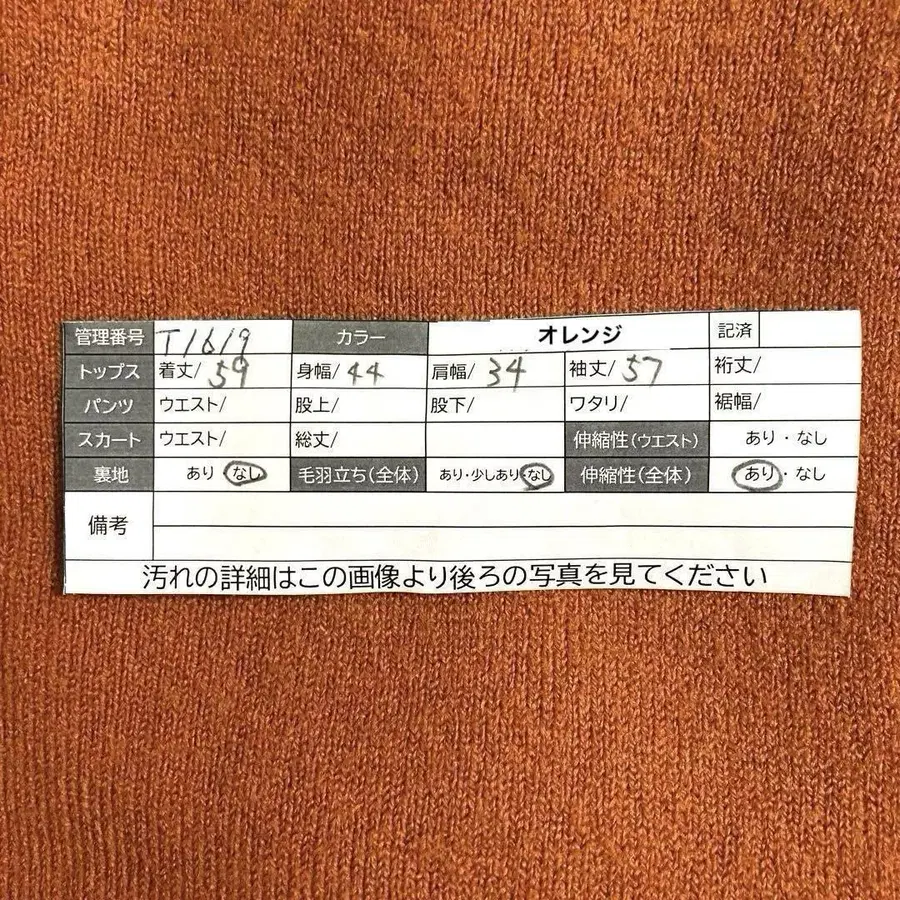 管理番号 T1619 カラー オレンジ 記済
トップス 着丈/ 59 身幅/ 44 肩幅/ 34 袖丈/ 57 裄丈/
パンツ ウエスト/ 股上/ 股下/ ワタリ/ 裾幅/
スカート ウエスト/ 総丈/ 伸縮性(ウエスト) あり・なし
裏地 あり なし 毛羽立ち(全体) あり・少しあり・なし 伸縮性(全体) あり・なし
備考
汚れの詳細はこの画像より後ろの写真を見てください